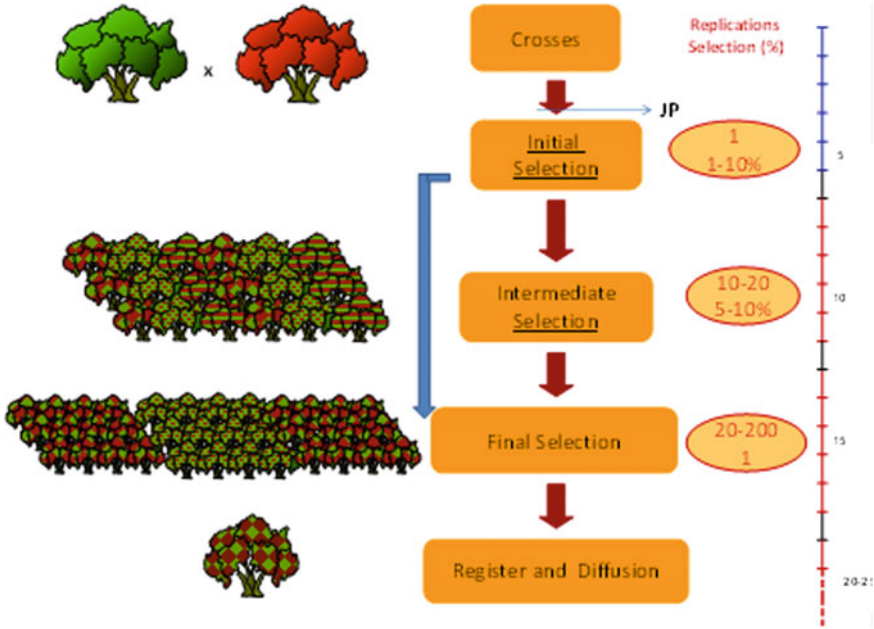 Crosses
Replications
Selection (%)
x
JP
Initial
Selection
1
1-10%
5
Intermediate
Selection
10-20
5-10%
10
Final Selection
20-200
1
15
Register and Diffusion